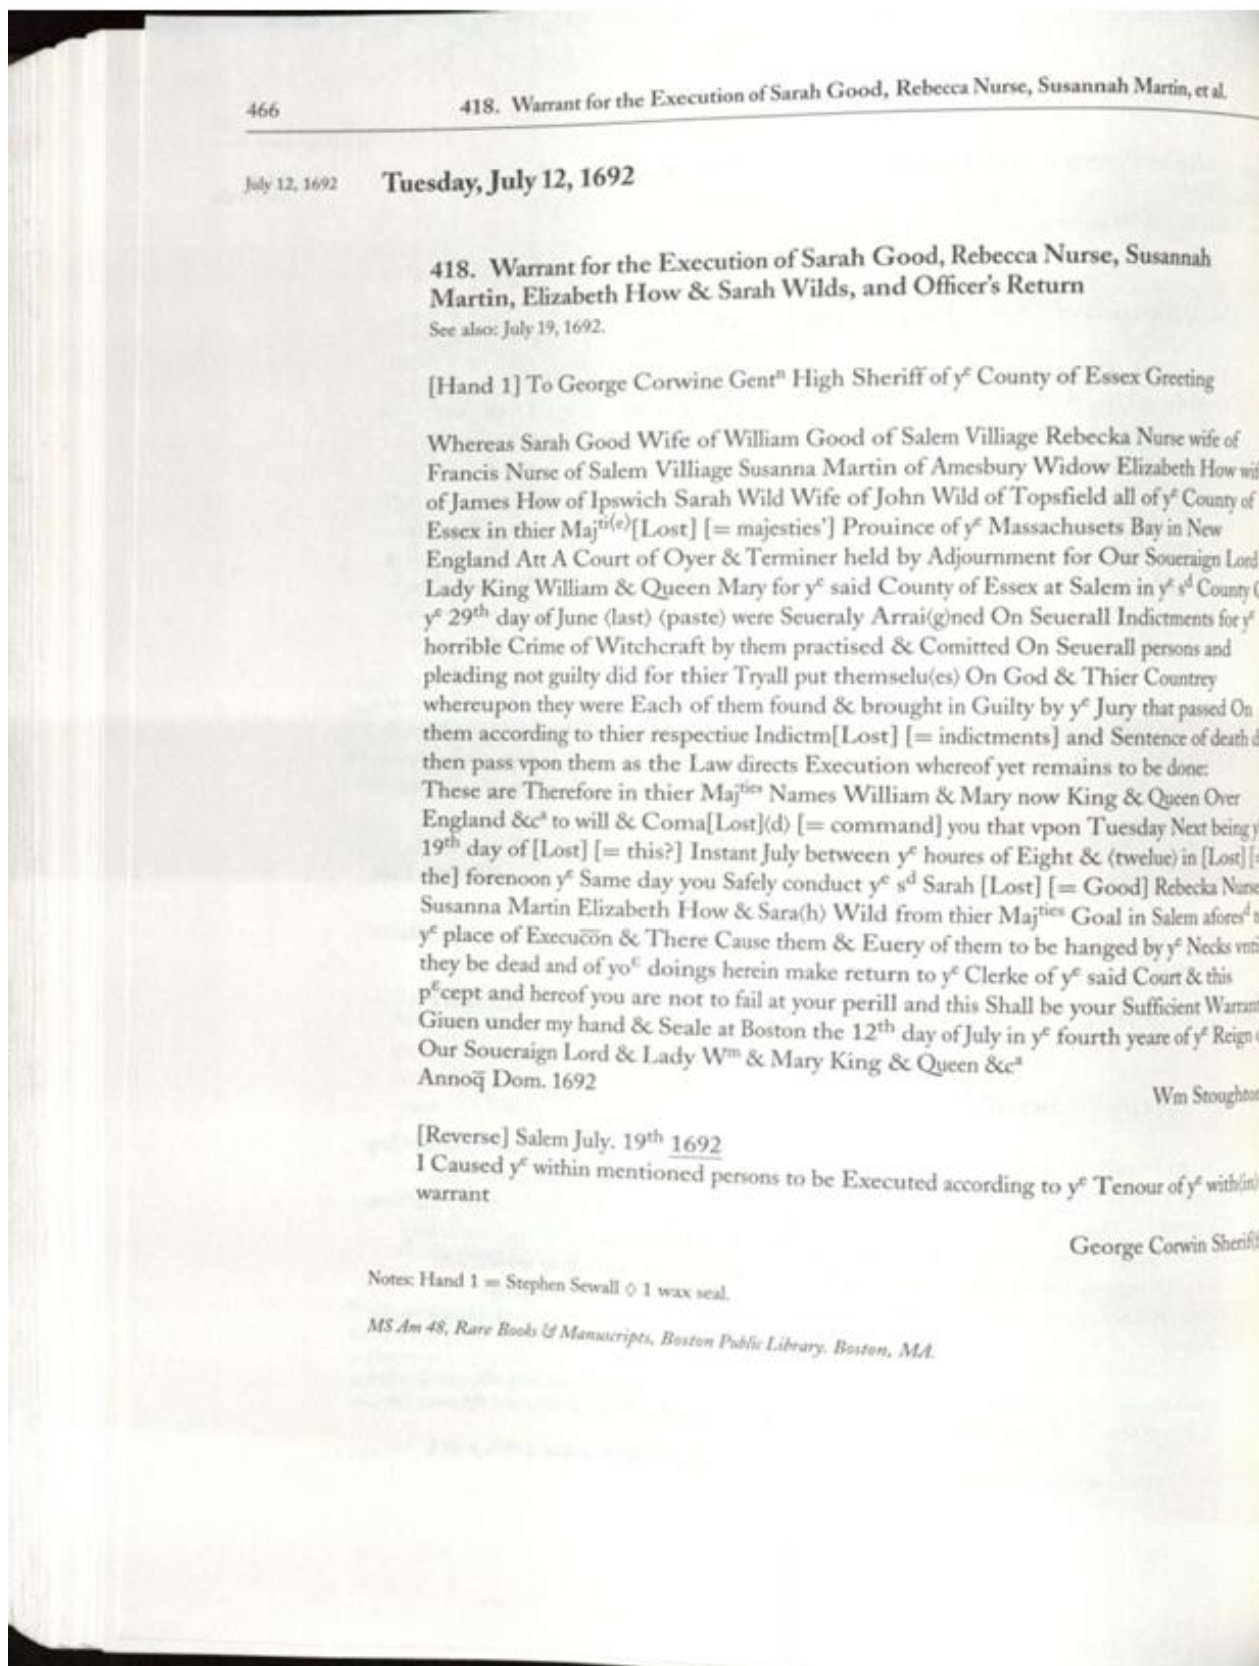 466
418. Warrant for the Execution of Sarah Good, Rebecca Nurse, Susannah Martin, et al.
July 12, 1692
Tuesday, July 12, 1692
418. Warrant for the Execution of Sarah Good, Rebecca Nurse, Susannah
Martin, Elizabeth How & Sarah Wilds, and Officer's Return
See also: July 19, 1692.
[Hand 1] To George Corwine Gentⁿ High Sheriff of yᵉ County of Essex Greeting
Whereas Sarah Good Wife of William Good of Salem Villiage Rebecka Nurse wife of
Francis Nurse of Salem Villiage Susanna Martin of Amesbury Widow Elizabeth How
of James How of Ipswich Sarah Wild Wife of John Wild of Topsfield all of yᵉ County of
Essex in thier Majᵗⁱ⁽ᵉ⁾[Lost] [= majesties'] Prouince of yᵉ Massachusets Bay in New
England Att A Court of Oyer & Terminer held by Adjournment for Our Soueraign Lord
Lady King William & Queen Mary for yᵉ said County of Essex at Salem in yᵉ sᵈ County
yᵉ 29ᵗʰ day of June (last) (paste) were Seueraly Arrai(g)ned On Seuerall Indictments for yᵉ
horrible Crime of Witchcraft by them practised & Comitted On Seuerall persons and
pleading not guilty did for thier Tryall put themselu(es) On God & Thier Countrey
whereupon they were Each of them found & brought in Guilty by yᵉ Jury that passed On
them according to thier respectiue Indictm[Lost] [= indictments] and Sentence of death
then pass vpon them as the Law directs Execution whereof yet remains to be done:
These are Therefore in thier Majᵗⁱᵉˢ Names William & Mary now King & Queen Over
England &cᵃ to will & Coma[Lost](d) [= command] you that vpon Tuesday Next being
19ᵗʰ day of [Lost] [= this?] Instant July between yᵉ houres of Eight & (twelue) in [Lost] [=
the] forenoon yᵉ Same day you Safely conduct yᵉ sᵈ Sarah [Lost] [= Good] Rebecka Nurse
Susanna Martin Elizabeth How & Sara(h) Wild from thier Majᵗⁱᵉˢ Goal in Salem aforesᵈ
yᵉ place of Execuc̄ōn & There Cause them & Euery of them to be hanged by yᵉ Necks
they be dead and of yoᵉ doings herein make return to yᵉ Clerke of yᵉ said Court & this
pᵉcept and hereof you are not to fail at your perill and this Shall be your Sufficient Warrant
Giuen under my hand & Seale at Boston the 12ᵗʰ day of July in yᵉ fourth yeare of yᵉ Reign
Our Soueraign Lord & Lady Wᵐ & Mary King & Queen &cᵃ
Annoq̄ Dom. 1692
Wm Stoughton
[Reverse] Salem July. 19ᵗʰ 1692
I Caused yᵉ within mentioned persons to be Executed according to yᵉ Tenour of yᵉ with(in)
warrant
George Corwin Sheriff
Notes: Hand 1 = Stephen Sewall ◊ 1 wax seal.
MS Am 48, Rare Books & Manuscripts, Boston Public Library. Boston, MA.